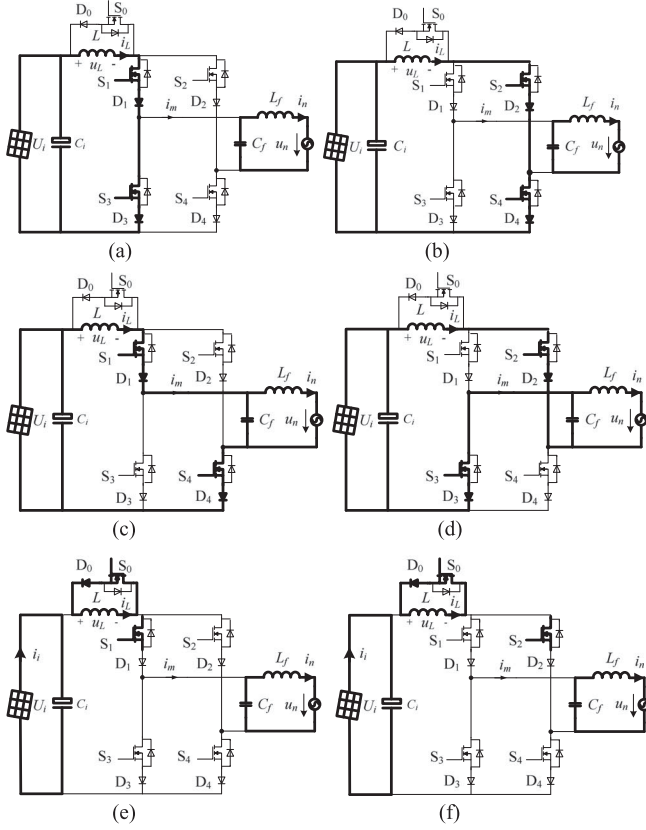 D0 S0
L iL
+ uL -
S1 S2
D1 D2
im Lf in
Ui Ci Cf un
S3 S4
D3 D4
(a)
D0 S0
L iL
+ uL -
S1 S2
D1 D2
im Lf in
Ui Ci Cf un
S3 S4
D3 D4
(b)
D0 S0
L iL
+ uL -
S1 S2
D1 D2
im Lf in
Ui Ci Cf un
S3 S4
D3 D4
(c)
D0 S0
L iL
+ uL -
S1 S2
D1 D2
im Lf in
Ui Ci Cf un
S3 S4
D3 D4
(d)
D0 S0
L iL
+ uL -
S1 S2
ii
D1 D2
im Lf in
Ui Ci Cf un
S3 S4
D3 D4
(e)
D0 S0
L iL
+ uL -
S1 S2
ii
D1 D2
im Lf in
Ui Ci Cf un
S3 S4
D3 D4
(f)